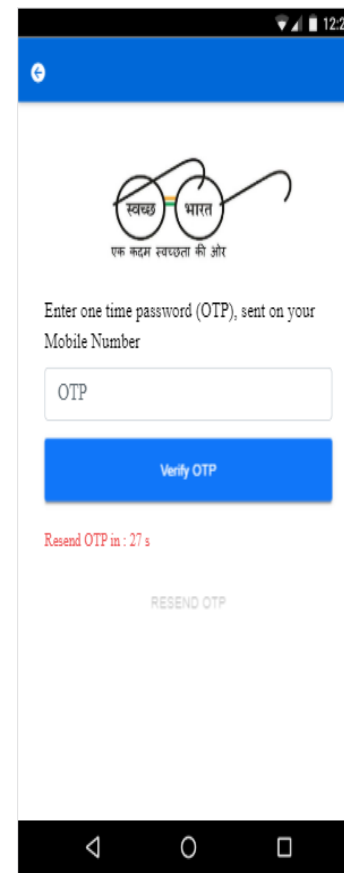 12:2
स्वच्छ भारत
एक कदम स्वच्छता की ओर
Enter one time password (OTP), sent on your
Mobile Number
OTP
Verify OTP
Resend OTP in : 27 s
RESEND OTP